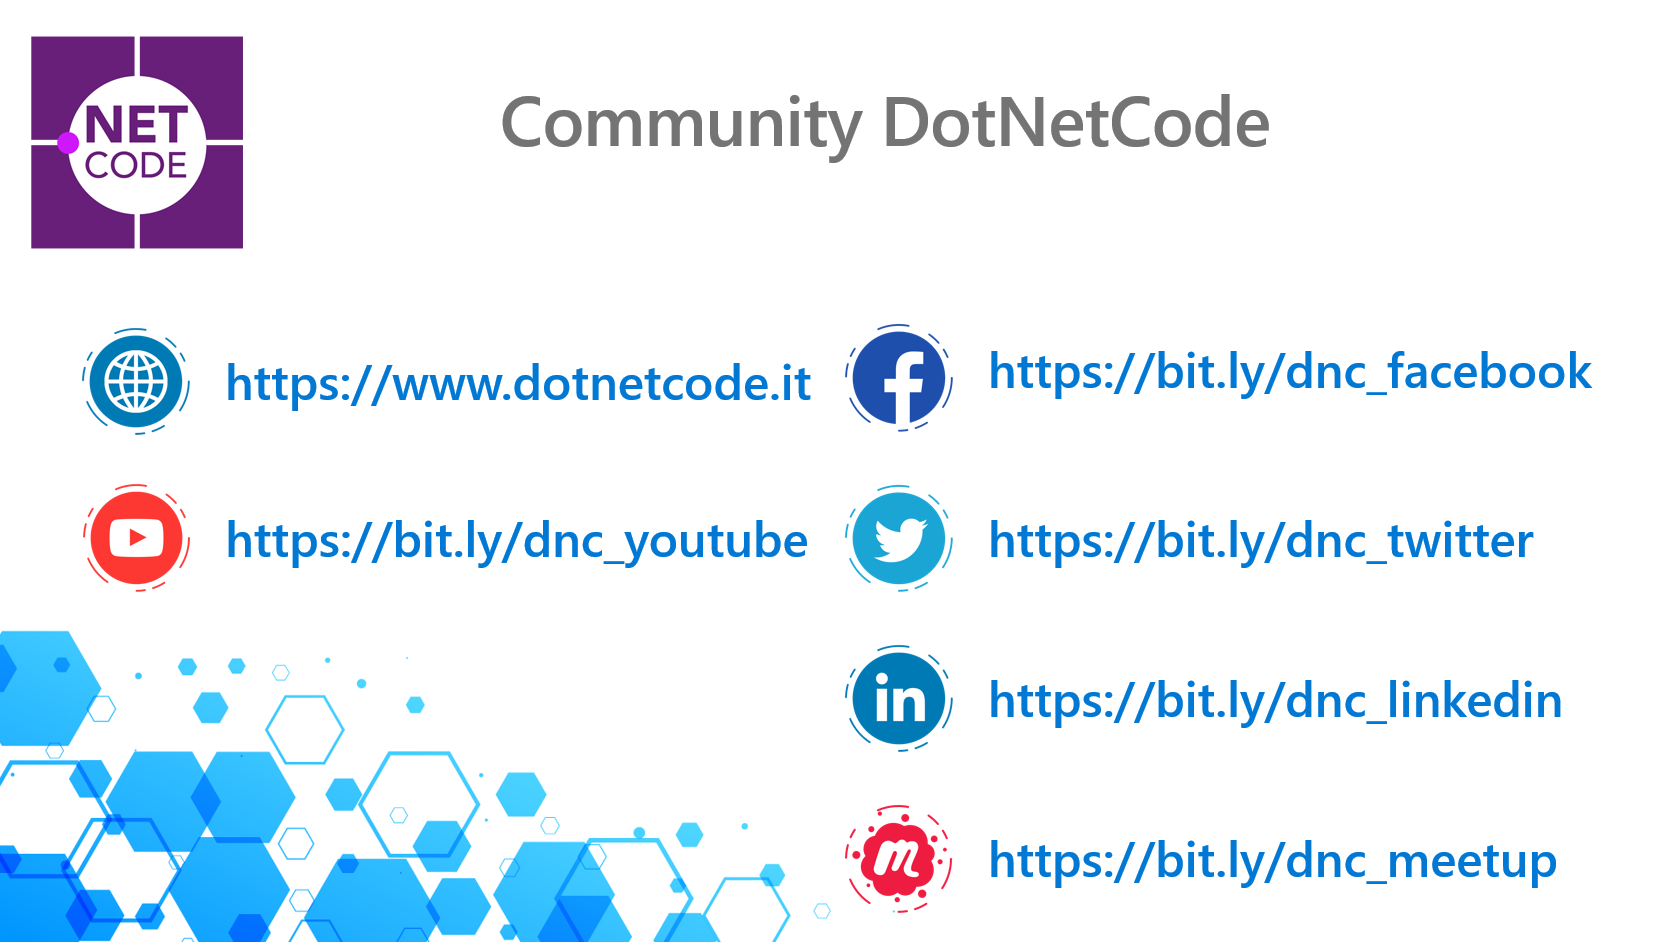 NET
CODE
Community DotNetCode
https://www.dotnetcode.it
https://bit.ly/dnc_youtube
https://bit.ly/dnc_facebook
https://bit.ly/dnc_twitter
in
https://bit.ly/dnc_linkedin
m
https://bit.ly/dnc_meetup